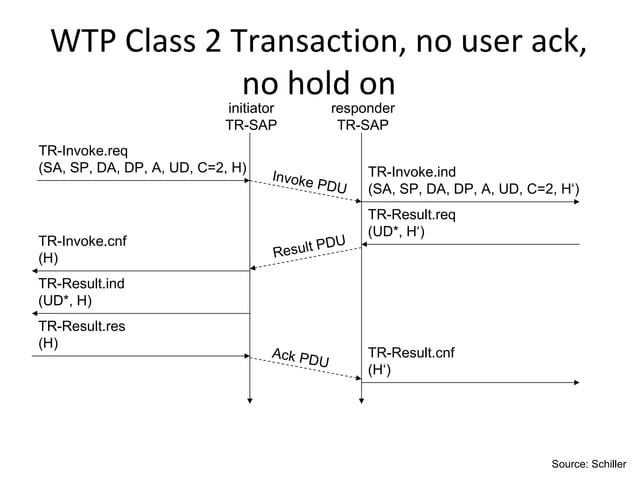 WTP Class 2 Transaction, no user ack,
no hold on
initiator
TR-SAP
responder
TR-SAP
TR-Invoke.req
(SA, SP, DA, DP, A, UD, C=2, H)
Invoke PDU
TR-Invoke.ind
(SA, SP, DA, DP, A, UD, C=2, H‘)
TR-Result.req
(UD*, H‘)
Result PDU
TR-Invoke.cnf
(H)
TR-Result.ind
(UD*, H)
TR-Result.res
(H)
Ack PDU
TR-Result.cnf
(H‘)
Source: Schiller